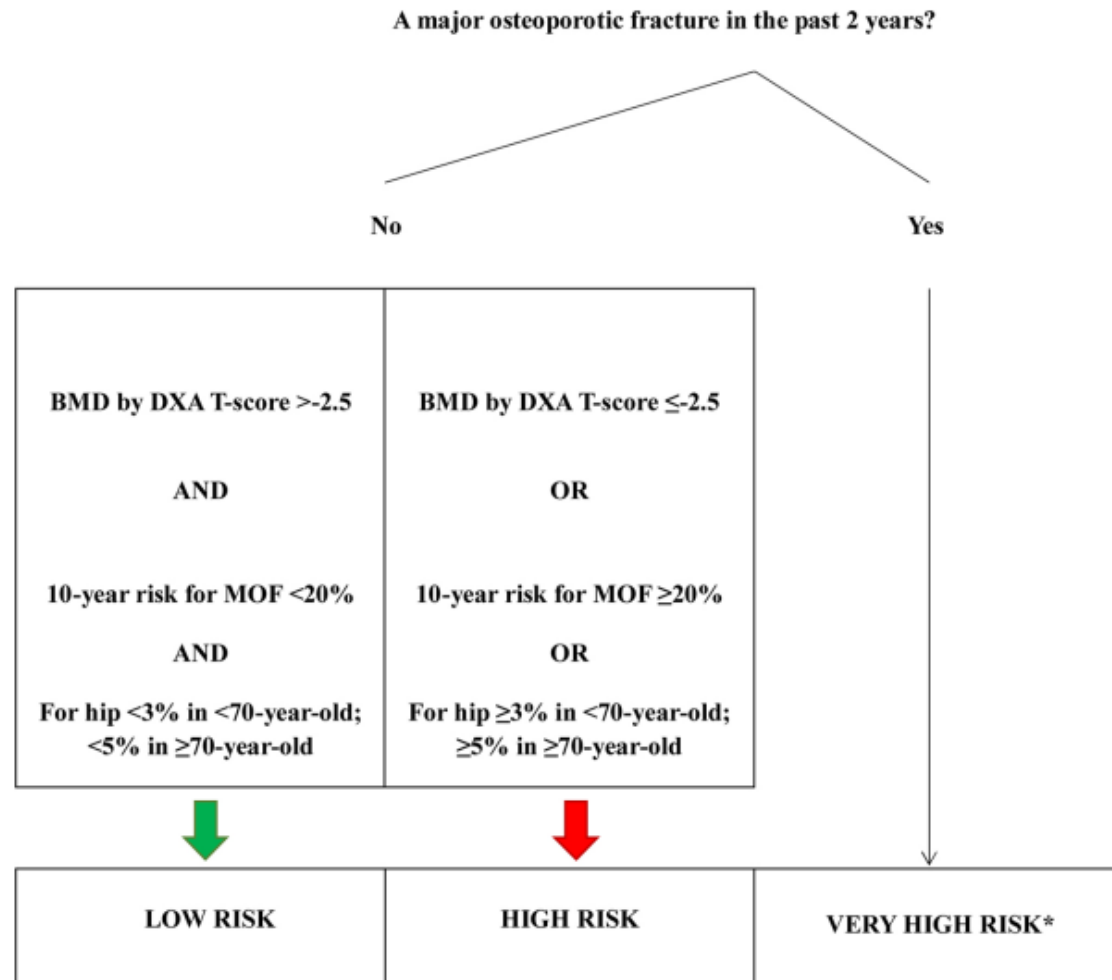 A major osteoporotic fracture in the past 2 years?
No
Yes
BMD by DXA T-score >-2.5
AND
10-year risk for MOF <20%
AND
For hip <3% in <70-year-old;
<5% in ≥70-year-old
BMD by DXA T-score ≤-2.5
OR
10-year risk for MOF ≥20%
OR
For hip ≥3% in <70-year-old;
≥5% in ≥70-year-old
LOW RISK
HIGH RISK
VERY HIGH RISK*